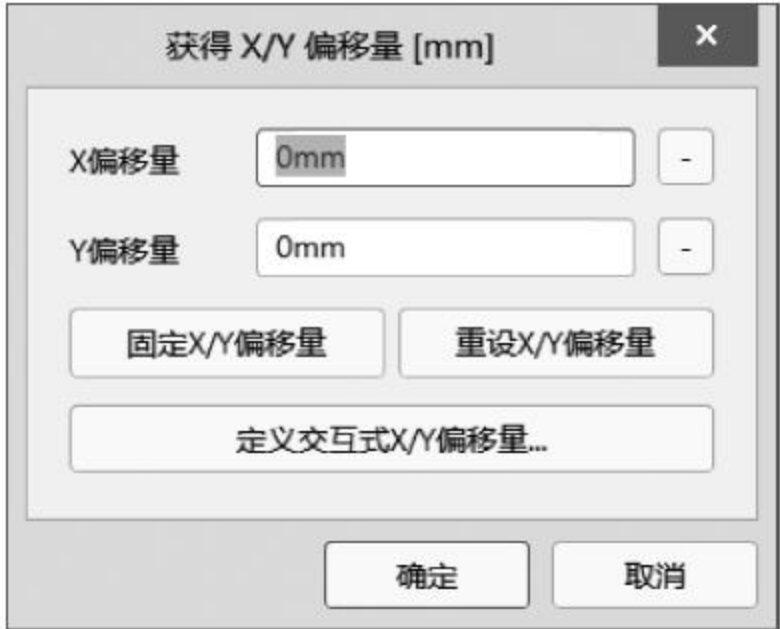 获得 X/Y 偏移量 [mm]
X偏移量 0mm -
Y偏移量 0mm -
固定X/Y偏移量 重设X/Y偏移量
定义交互式X/Y偏移量...
确定 取消